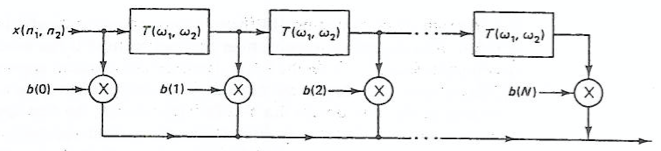 x(n₁, n₂) T(ω₁, ω₂) T(ω₁, ω₂) ... T(ω₁, ω₂)
b(0) X b(1) X b(2) X b(N) X
...